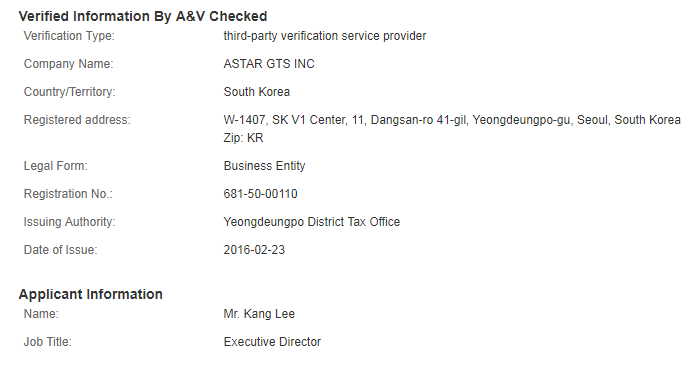 Verified Information By A&V Checked
Verification Type: third-party verification service provider
Company Name: ASTAR GTS INC
Country/Territory: South Korea
Registered address: W-1407, SK V1 Center, 11, Dangsan-ro 41-gil, Yeongdeungpo-gu, Seoul, South Korea
Zip: KR
Legal Form: Business Entity
Registration No.: 681-50-00110
Issuing Authority: Yeongdeungpo District Tax Office
Date of Issue: 2016-02-23
Applicant Information
Name: Mr. Kang Lee
Job Title: Executive Director